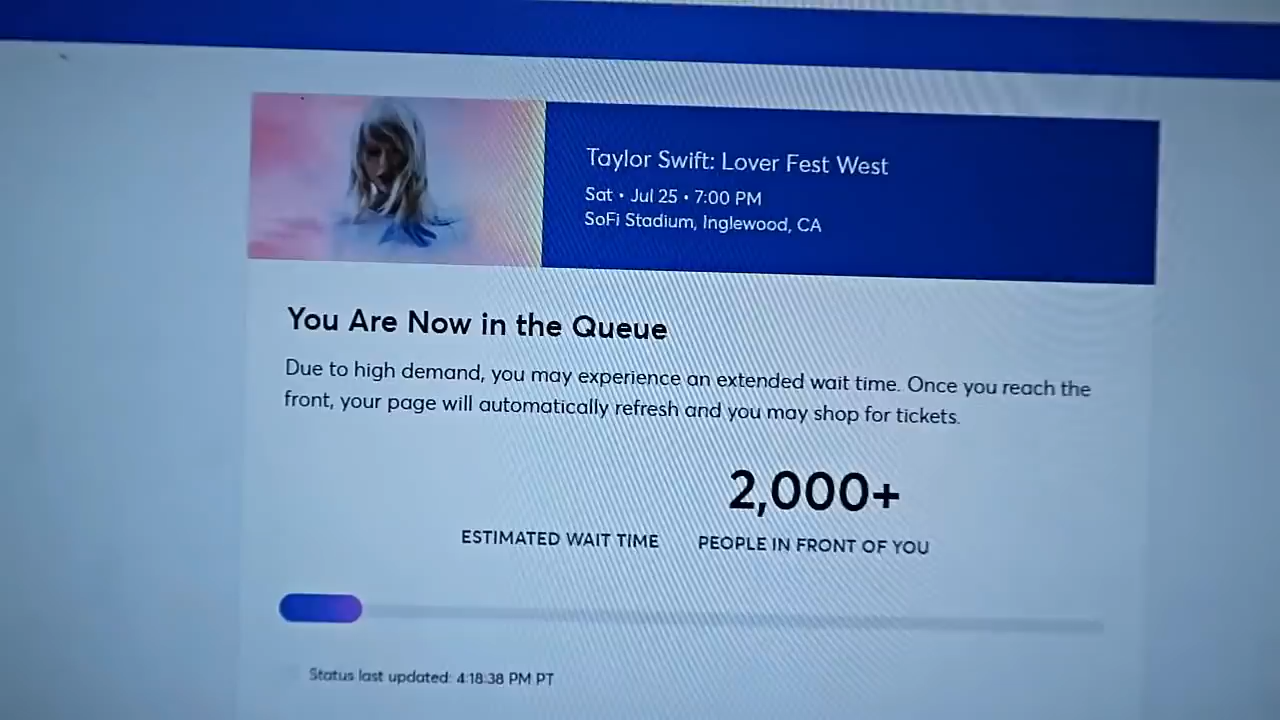 Taylor Swift: Lover Fest West
Sat • Jul 25 • 7:00 PM
SoFi Stadium, Inglewood, CA
You Are Now in the Queue
Due to high demand, you may experience an extended wait time. Once you reach the
front, your page will automatically refresh and you may shop for tickets.
2,000+
ESTIMATED WAIT TIME PEOPLE IN FRONT OF YOU
Status last updated: 4:18:38 PM PT